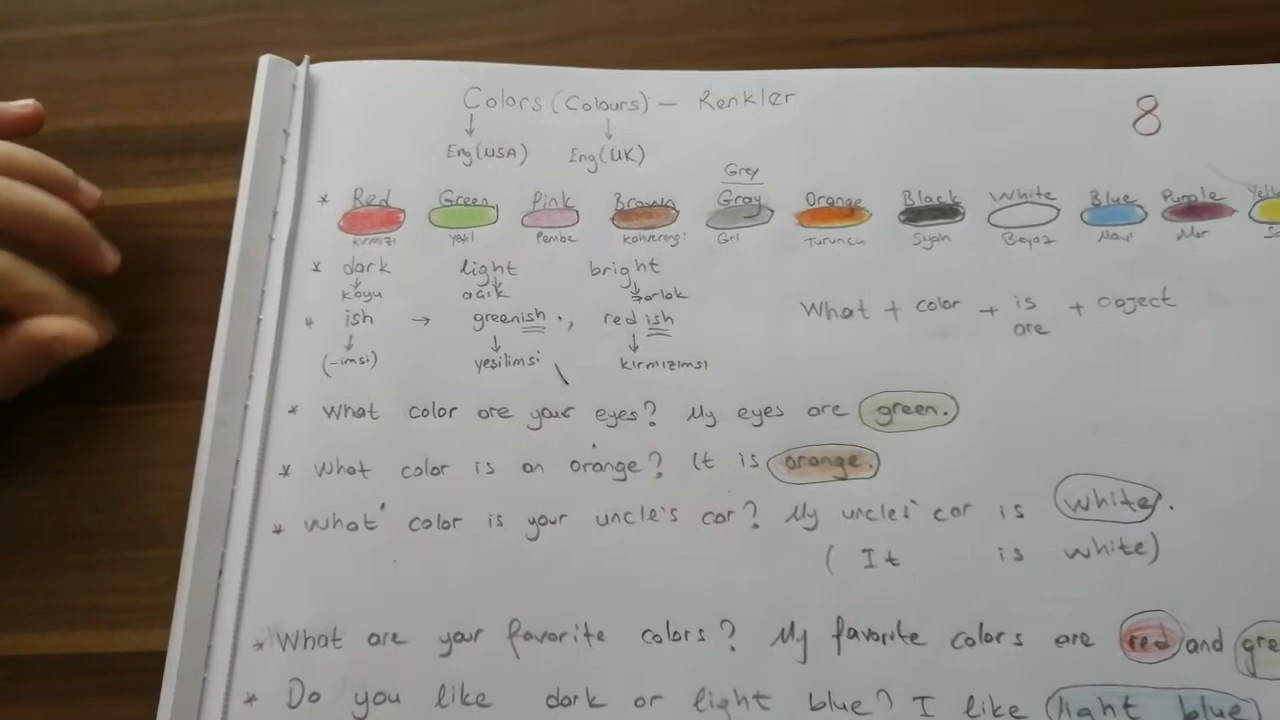 Colors (Colours) — Renkler
8
Eng(USA) Eng(UK)
Grey
* Red Green Pink Brown Gray Orange Black White Blue Purple
Kırmızı Yeşil Pembe Kahverengi Gri Turuncu Siyah Beyaz Mavi Mor
* dark light bright
koyu açık parlak
* ish → greenish., reddish
(-imsi) yeşilimsi kırmızımsı
What + color + is + object
are
* What color are your eyes? My eyes are green.
* What color is an orange? It is orange.
* What color is your uncle's car? My uncles' car is white.
( It is white)
* What are your favorite colors? My favorite colors are red and
* Do you like dark or light blue? I like light blue